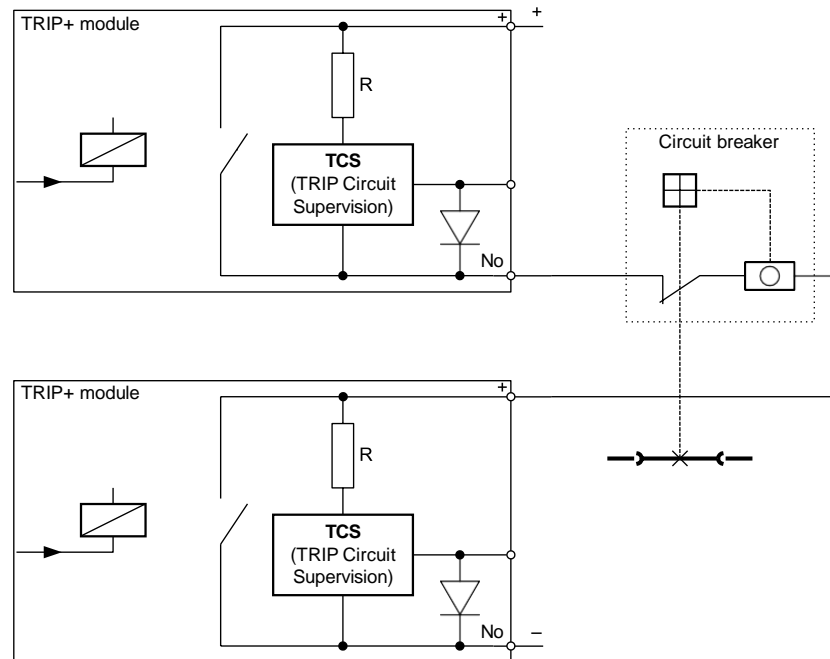 TRIP+ module
+ +
R
TCS
(TRIP Circuit
Supervision)
No
Circuit breaker
TRIP+ module
+
R
TCS
(TRIP Circuit
Supervision)
No –